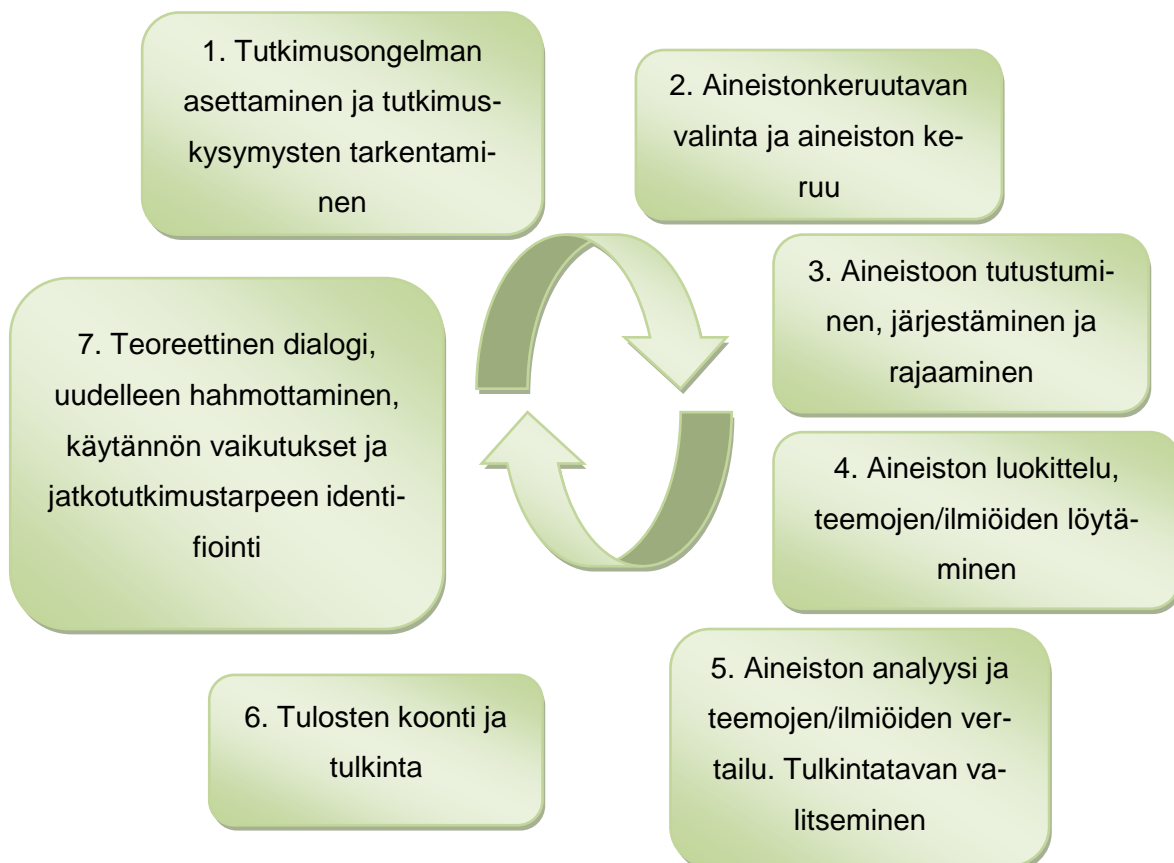 1. Tutkimusongelman
asettaminen ja tutkimus-
kysymysten tarkentami-
nen
2. Aineistonkeruutavan
valinta ja aineiston ke-
ruu
3. Aineistoon tutustumi-
nen, järjestäminen ja
rajaaminen
4. Aineiston luokittelu,
teemojen/ilmiöiden löytä-
minen
5. Aineiston analyysi ja
teemojen/ilmiöiden ver-
tailu. Tulkintatavan va-
litseminen
6. Tulosten koonti ja
tulkinta
7. Teoreettinen dialogi,
uudelleen hahmottaminen,
käytännön vaikutukset ja
jatkotutkimustarpeen identi-
fiointi